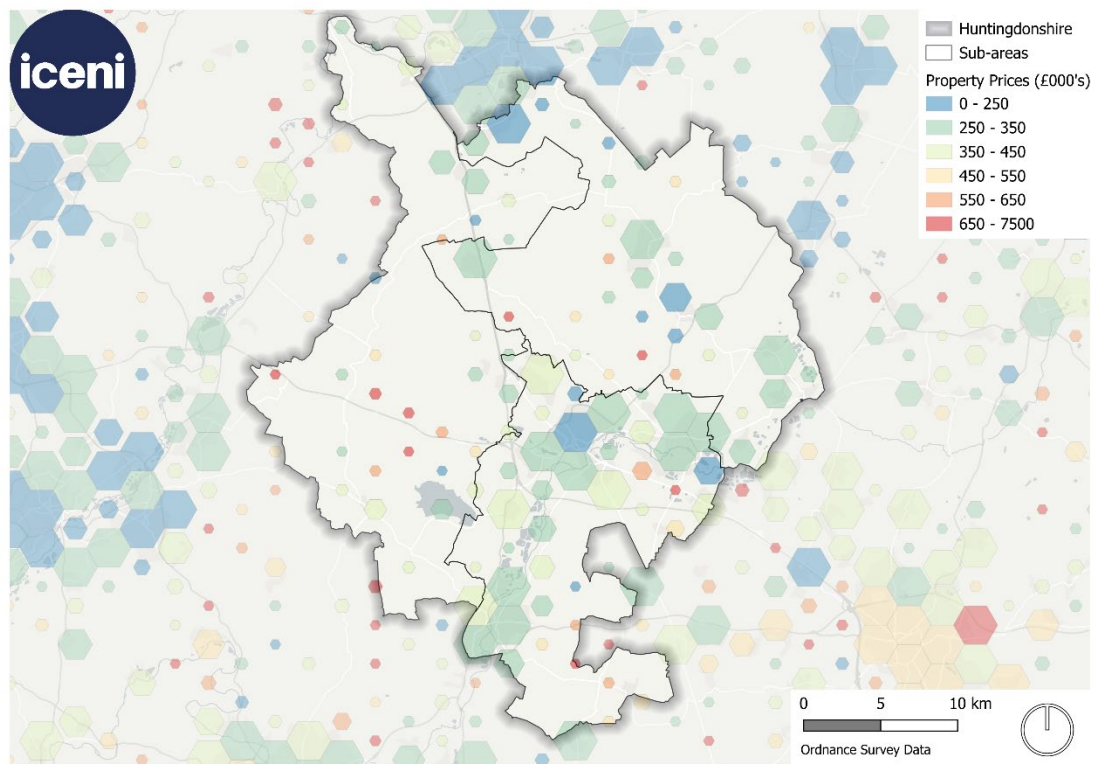 iceni
Huntingdonshire
Sub-areas
Property Prices (£000's)
0 - 250
250 - 350
350 - 450
450 - 550
550 - 650
650 - 7500
0 5 10 km
Ordnance Survey Data